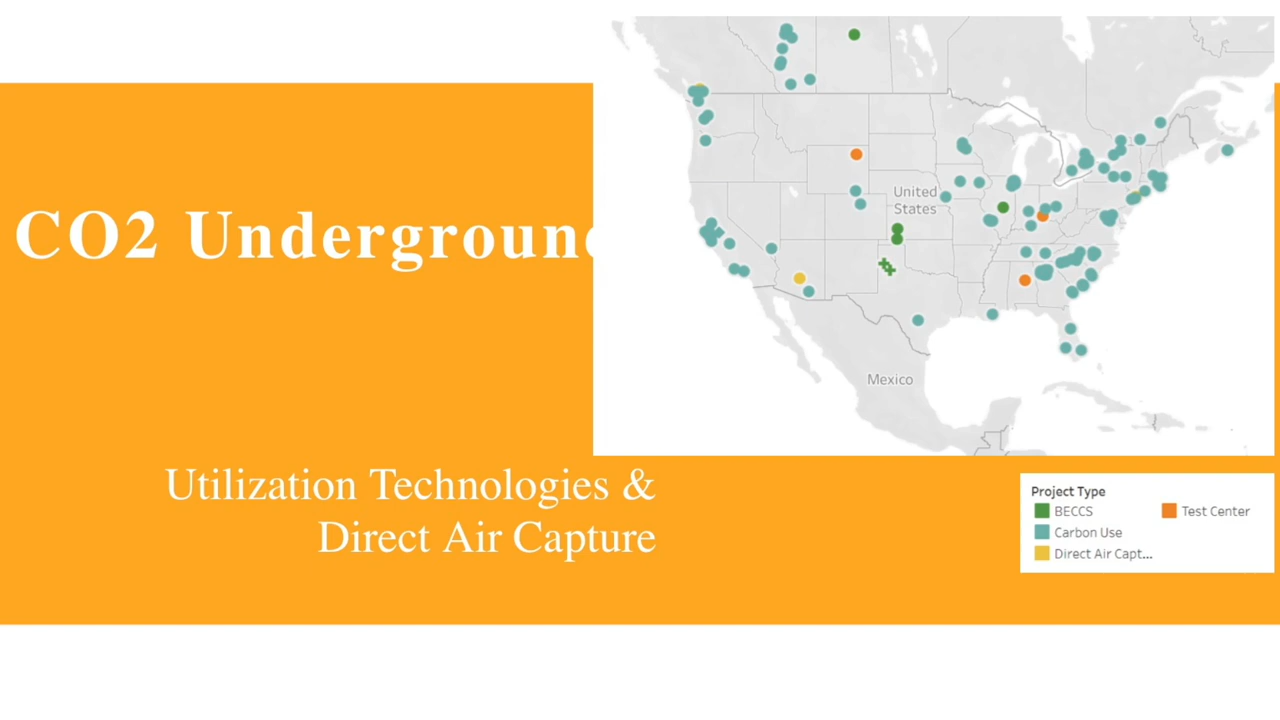 CO2 Underground
United
States
Mexico
Utilization Technologies &
Direct Air Capture
Project Type
BECCS
Test Center
Carbon Use
Direct Air Capt...